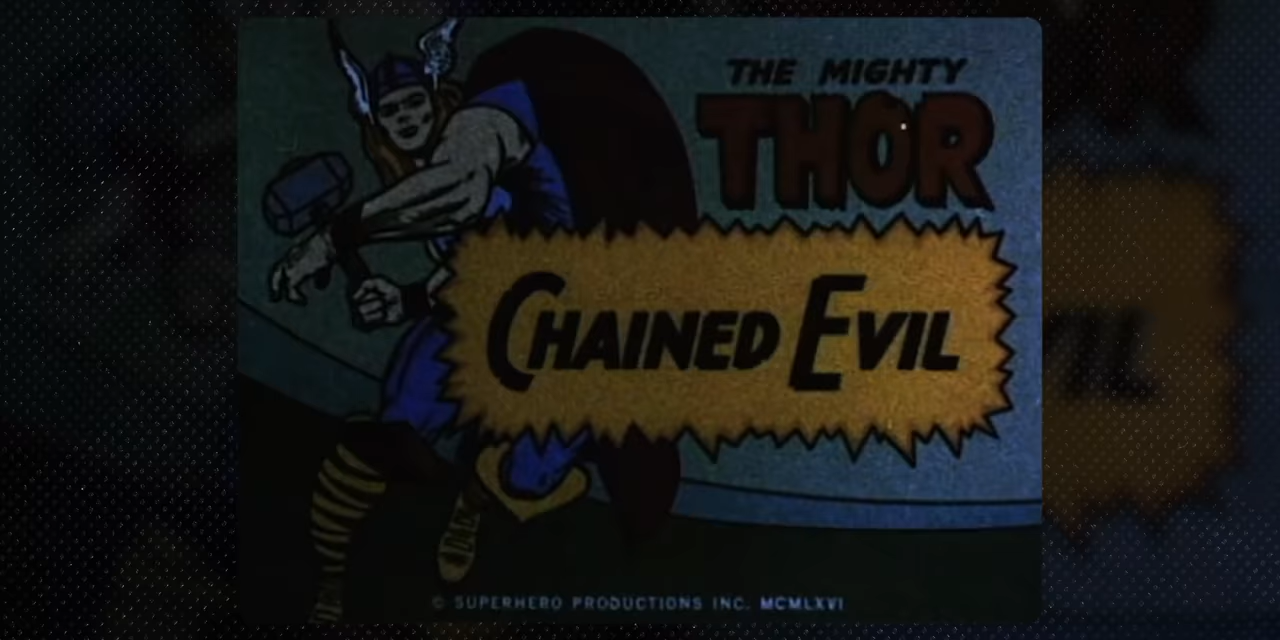 THE MIGHTY
THOR
CHAINED EVIL
© SUPERHERO PRODUCTIONS INC. MCMLXVI